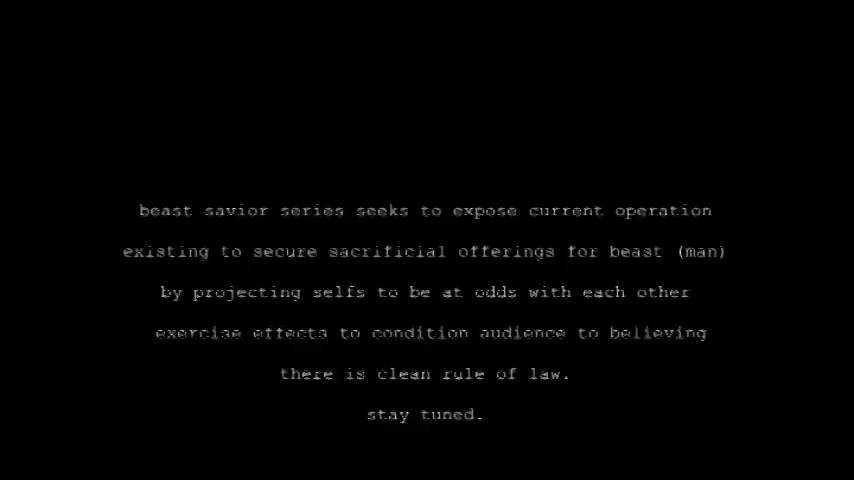 beast savior series seeks to expose current operation
existing to secure sacrificial offerings for beast (man)
by projecting selfs to be at odds with each other
exercise effects to condition audience to believing
there is clean rule of law.
stay tuned.